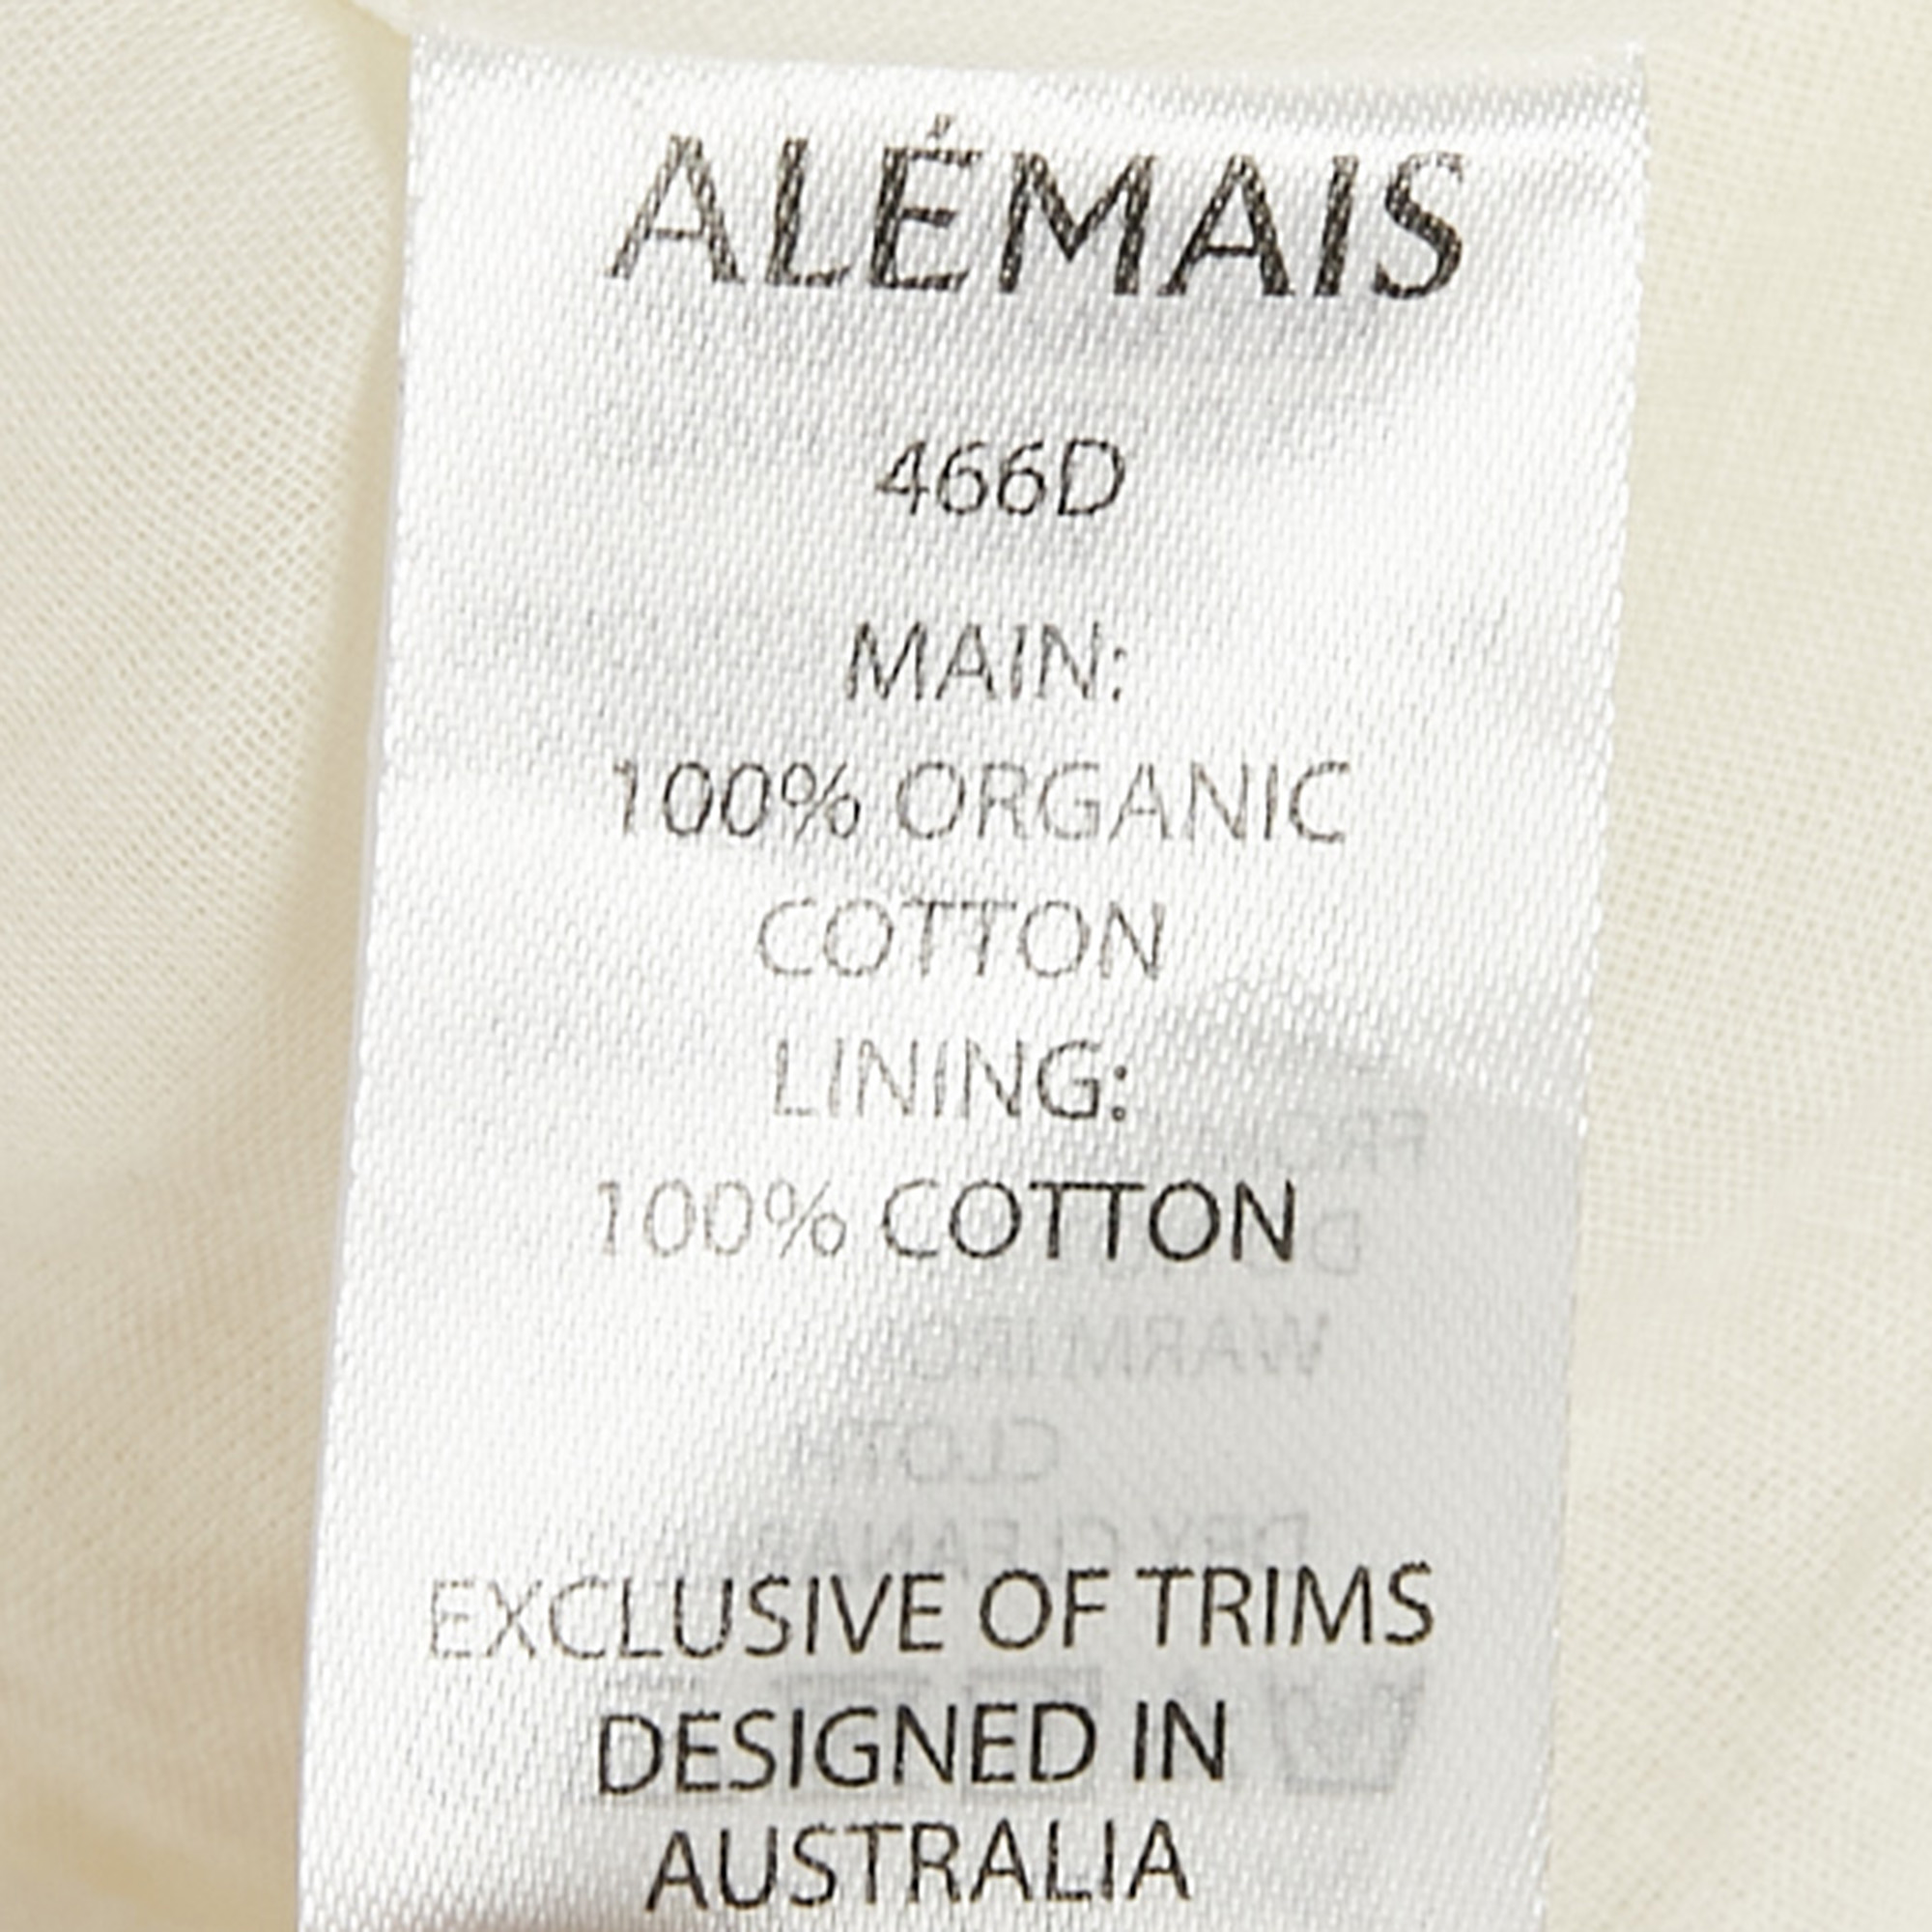 ALÉMAIS
466D
MAIN:
100% ORGANIC
COTTON
LINING:
100% COTTON
EXCLUSIVE OF TRIMS
DESIGNED IN
AUSTRALIA